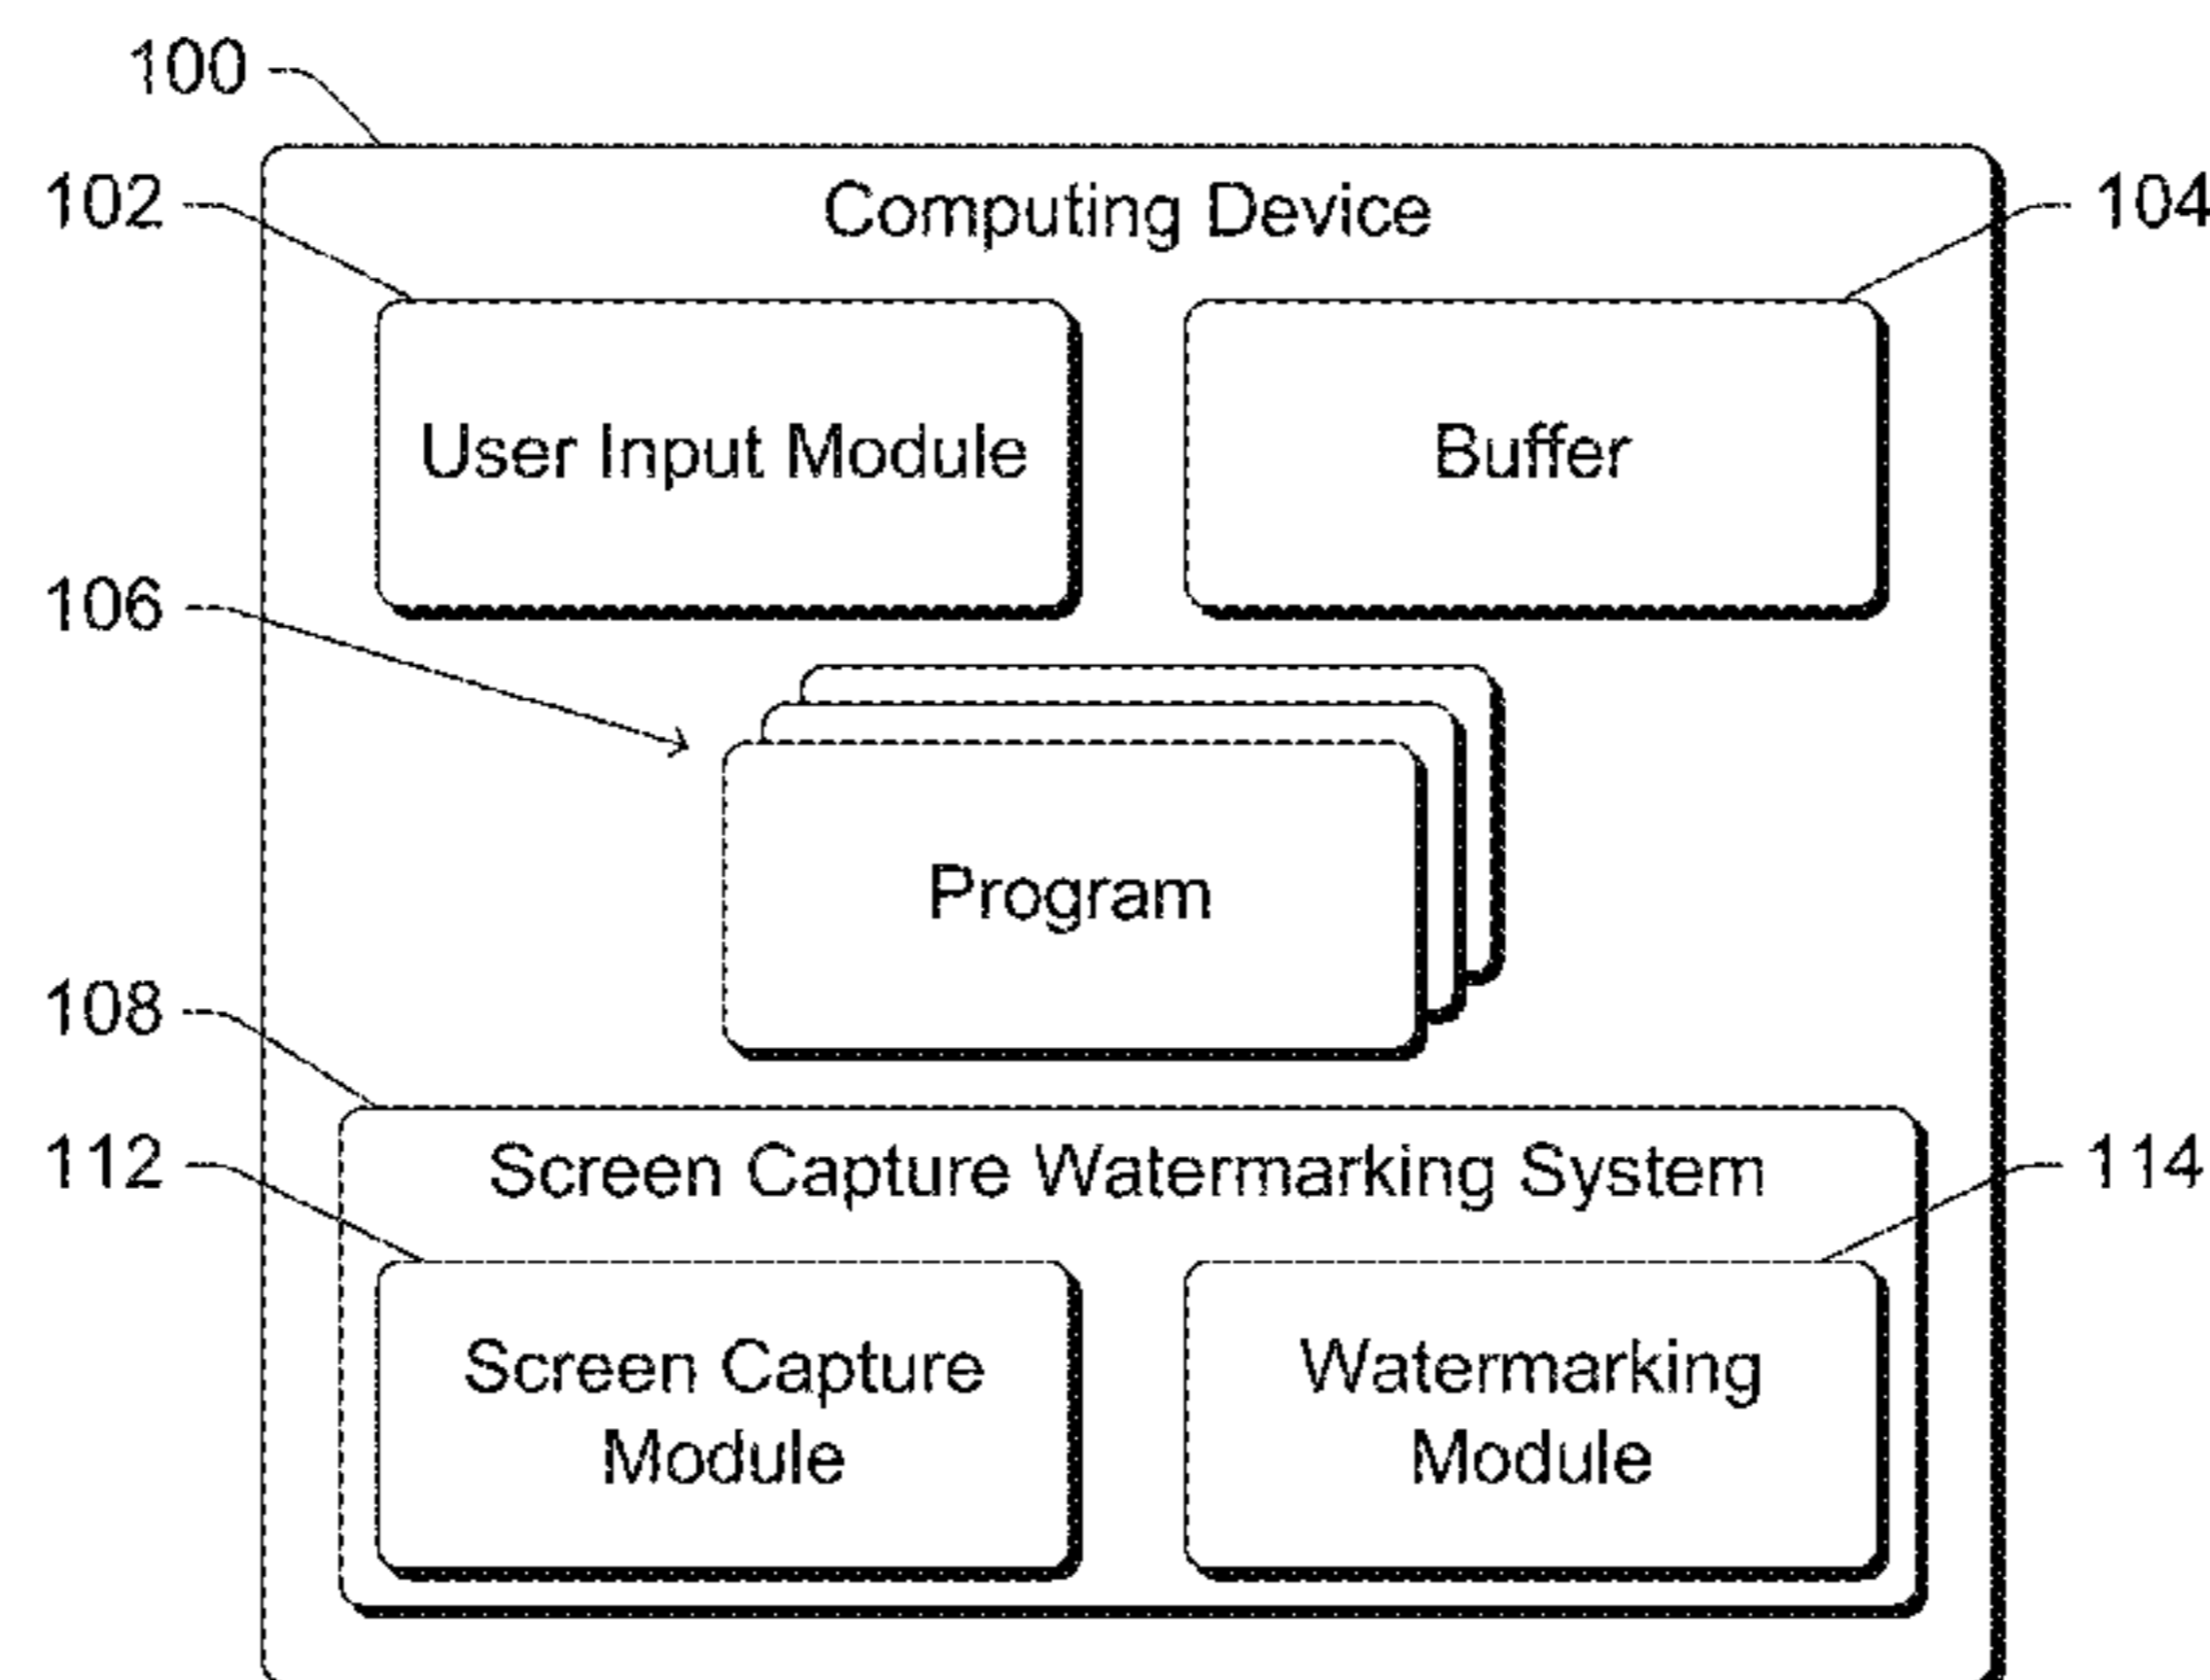 100
Computing Device
102
104
User Input Module
Buffer
106
Program
108
Screen Capture Watermarking System
112
114
Screen Capture
Module
Watermarking
Module